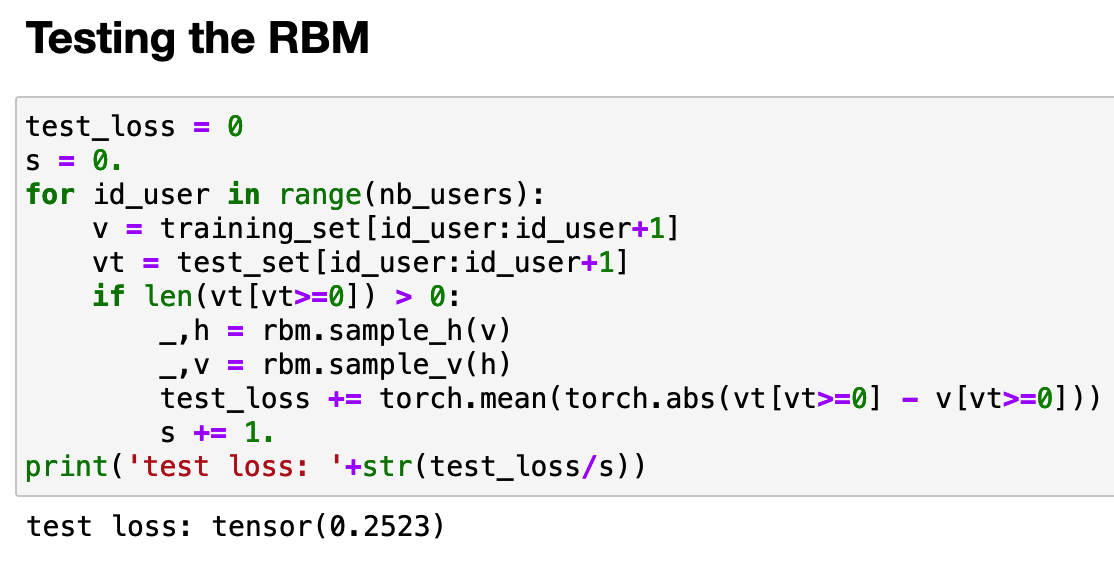 Testing the RBM
test_loss = 0
s = 0.
for id_user in range(nb_users):
    v = training_set[id_user:id_user+1]
    vt = test_set[id_user:id_user+1]
    if len(vt[vt>=0]) > 0:
        _,h = rbm.sample_h(v)
        _,v = rbm.sample_v(h)
        test_loss += torch.mean(torch.abs(vt[vt>=0] - v[vt>=0]))
        s += 1.
print('test loss: '+str(test_loss/s))
test loss: tensor(0.2523)